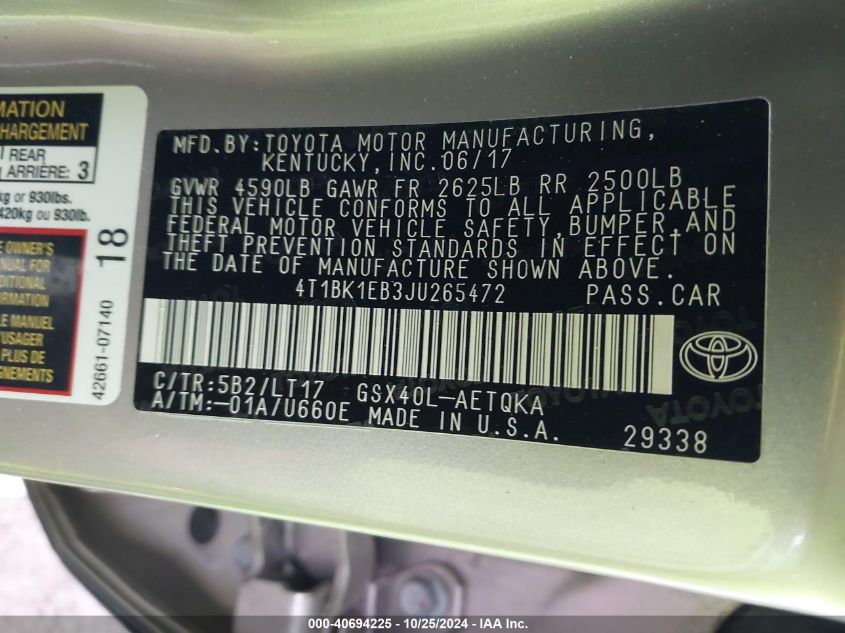 MATION
HARGEMENT
REAR
ARRIÈRE: 3
kg or 930lbs.
420kg ou 930lb.
E OWNER'S
NUAL FOR
DITIONAL
ORMATION
LE MANUEL
'USAGER
PLUS DE
GNEMENTS
42661-07140
18
MFD.BY:TOYOTA MOTOR MANUFACTURING,
KENTUCKY,INC.06/17
GVWR 4590LB GAWR FR 2625LB RR 2500LB
THIS VEHICLE CONFORMS TO ALL APPLICABLE
FEDERAL MOTOR VEHICLE SAFETY,BUMPER,AND
THEFT PREVENTION STANDARDS IN EFFECT ON
THE DATE OF MANUFACTURE SHOWN ABOVE.
4T1BK1EB3JU265472 PASS.CAR
C/TR:5B2/LT17 GSX40L-AETQKA
A/TM:-01A/U660E MADE IN U.S.A.
29338
000-40694225 - 10/25/2024 - IAA Inc.